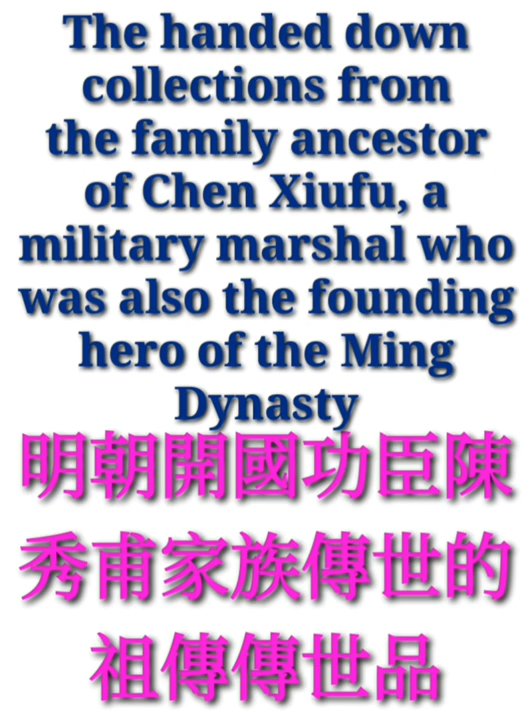 The handed down
collections from
the family ancestor
of Chen Xiufu, a
military marshal who
was also the founding
hero of the Ming
Dynasty
明朝開國功臣陳
秀甫家族傳世的
祖傳傳世品